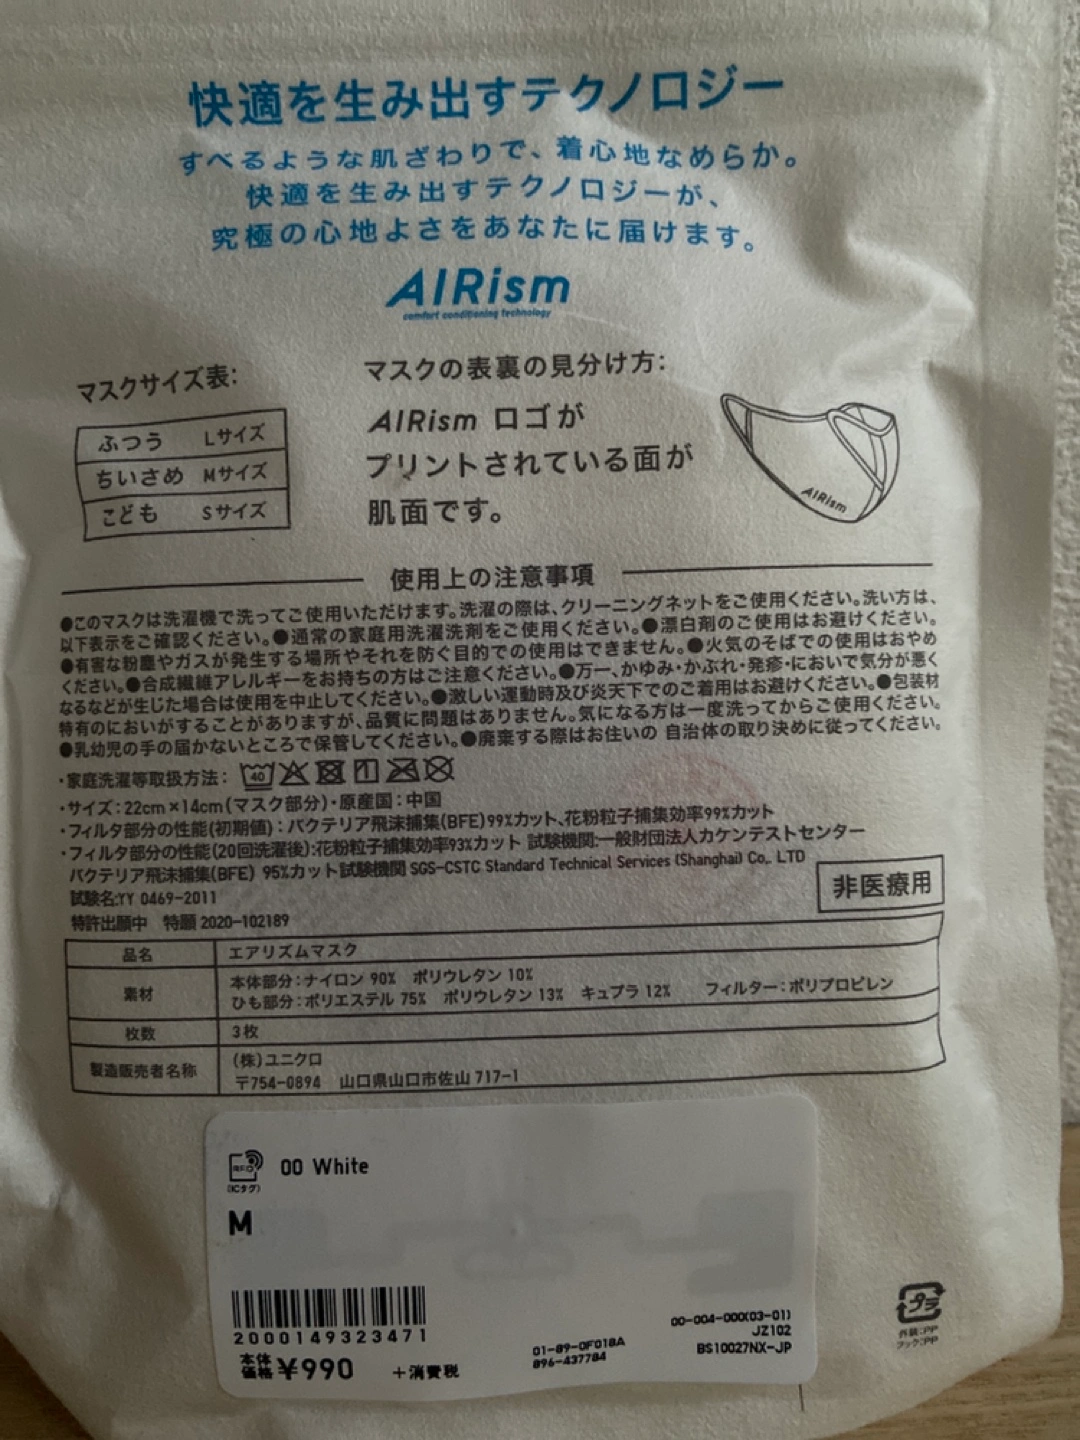 快適を生み出すテクノロジー
すべるような肌ざわりで、着心地なめらか。
快適を生み出すテクノロジーが、
究極の心地よさをあなたに届けます。
AIRism
comfort conditioning technology
マスクサイズ表:
ふつう Lサイズ
ちいさめ Mサイズ
こども Sサイズ
マスクの表裏の見分け方:
AIRism ロゴが
プリントされている面が
肌面です。
AIRism
使用上の注意事項
●このマスクは洗濯機で洗ってご使用いただけます。洗濯の際は、クリーニングネットをご使用ください。洗い方は、
以下表示をご確認ください。●通常の家庭用洗濯洗剤をご使用ください。●漂白剤のご使用はお避けください。
●有害な粉塵やガスが発生する場所やそれを防ぐ目的での使用はできません。●火気のそばでの使用はおやめ
ください。●合成繊維アレルギーをお持ちの方はご注意ください。●万一、かゆみ・かぶれ・発疹・においで気分が悪く
なるなどが生じた場合は使用を中止してください。●激しい運動時及び炎天下でのご着用はお避けください。●包装材
特有のにおいがすることがありますが、品質に問題はありません。気になる方は一度洗ってからご使用ください。
●乳幼児の手の届かないところで保管してください。●廃棄する際はお住いの 自治体の取り決めに従ってください。
・家庭洗濯等取扱方法: 40
・サイズ:22cm×14cm(マスク部分)・原産国:中国
・フィルタ部分の性能(初期値):バクテリア飛沫捕集(BFE)99%カット、花粉粒子捕集効率99%カット
・フィルタ部分の性能(20回洗濯後):花粉粒子捕集効率93%カット 試験機関:一般財団法人カケンテストセンター
バクテリア飛沫捕集(BFE) 95%カット試験機関 SGS-CSTC Standard Technical Services (Shanghai) Co., LTD
試験名:YY 0469-2011
特許出願中 特願 2020-102189
非医療用
品名 エアリズムマスク
素材 本体部分:ナイロン 90% ポリウレタン 10%
ひも部分:ポリエステル 75% ポリウレタン 13% キュプラ 12% フィルター:ポリプロピレン
枚数 3枚
製造販売者名称 (株)ユニクロ
〒754-0894 山口県山口市佐山 717-1
RFID
(ICタグ)
00 White
M
2000149323471
本体価格 ¥990 +消費税
01-89-0F018A
896-437784
00-004-000(03-01)
JZ102
BS10027NX-JP
プラ
外装:PP
フック:PP